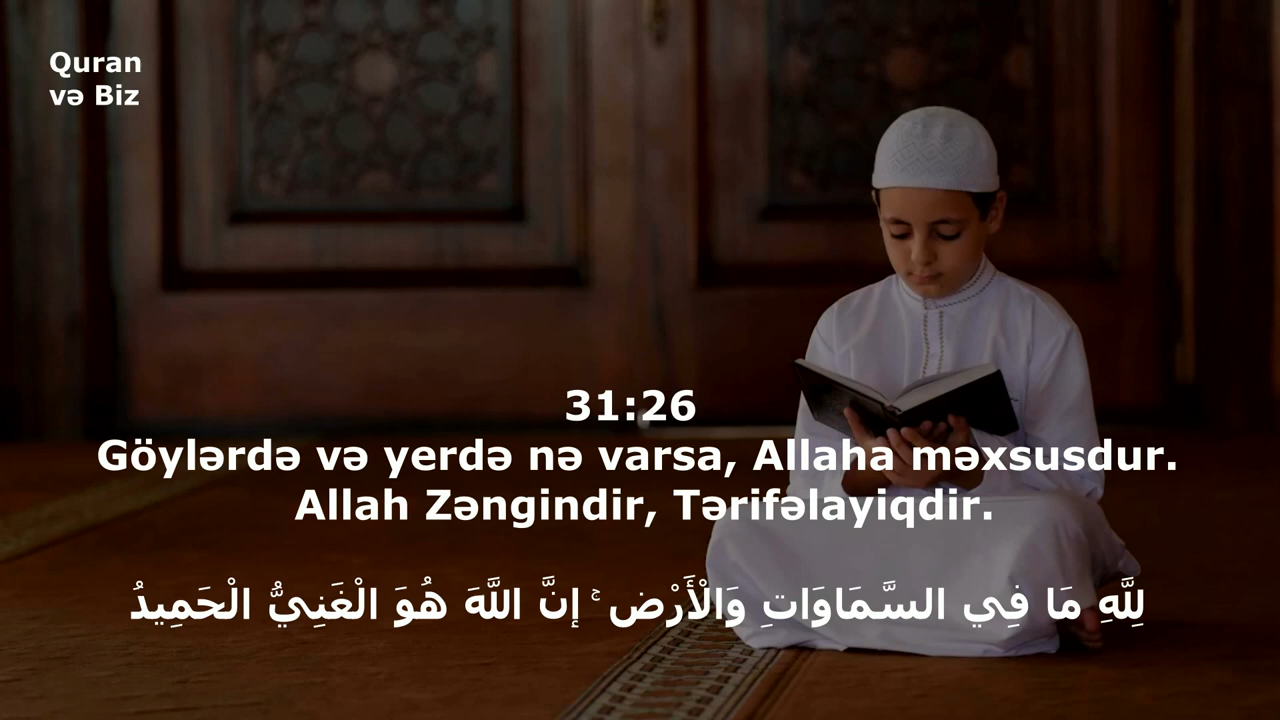 Quran
və Biz
31:26
Göylərdə və yerdə nə varsa, Allaha məxsusdur.
Allah Zəngindir, Tərifəlayiqdir.
لِلَّهِ مَا فِي السَّمَاوَاتِ وَالْأَرْضِ ۚ إِنَّ اللَّهَ هُوَ الْغَنِيُّ الْحَمِيدُ